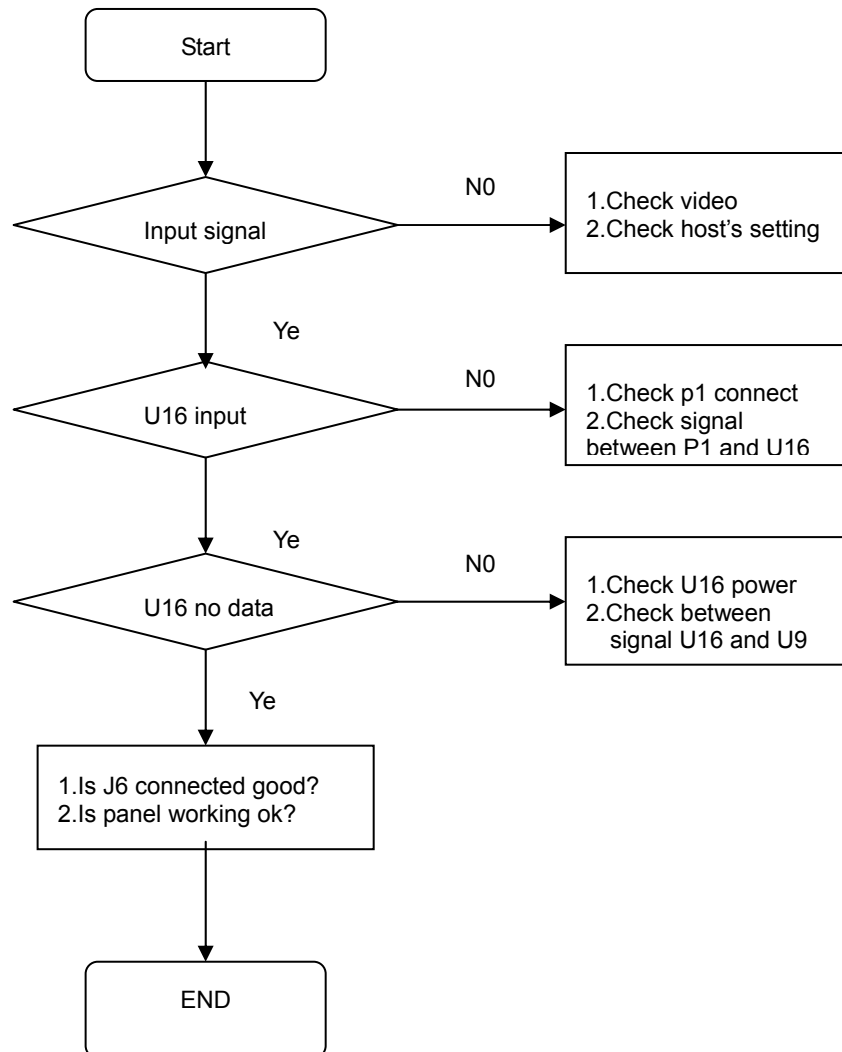 Start
Input signal
N0
1.Check video
2.Check host's setting
Ye
U16 input
N0
1.Check p1 connect
2.Check signal
between P1 and U16
Ye
U16 no data
N0
1.Check U16 power
2.Check between
signal U16 and U9
Ye
1.Is J6 connected good?
2.Is panel working ok?
END